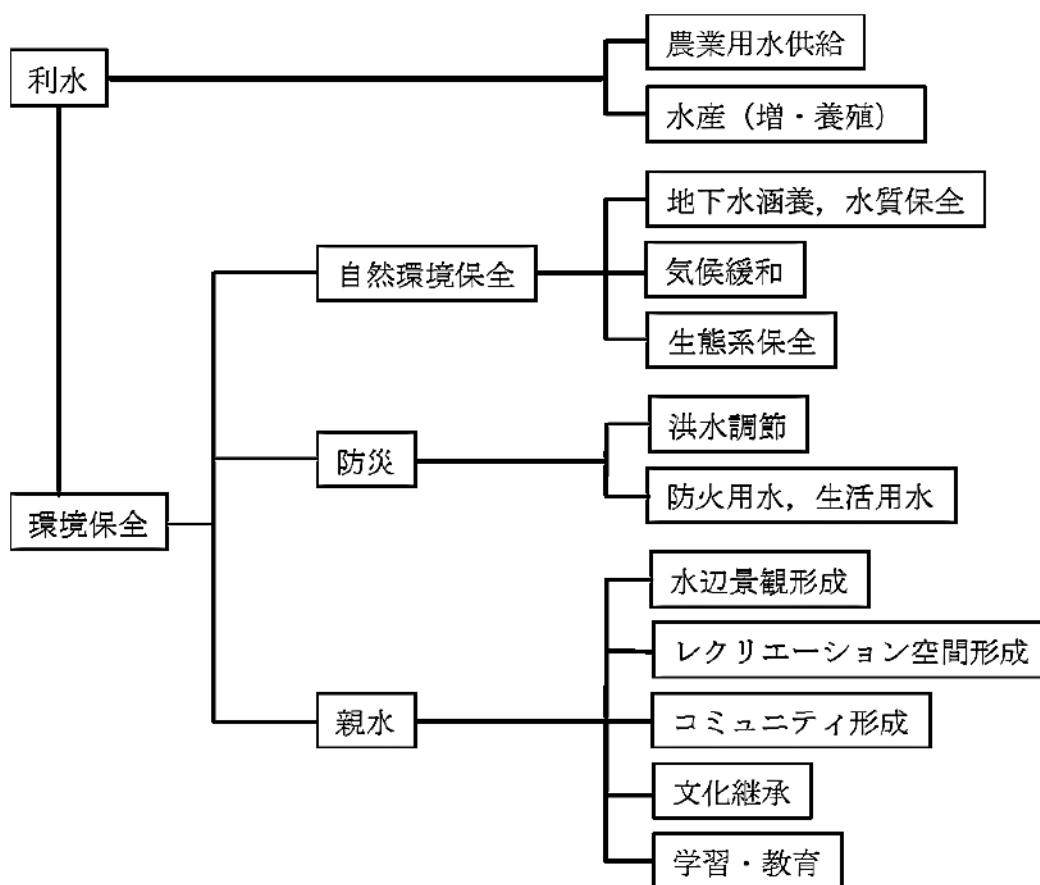 利水
農業用水供給
水産（増・養殖）
環境保全
自然環境保全
地下水涵養，水質保全
気候緩和
生態系保全
防災
洪水調節
防火用水，生活用水
親水
水辺景観形成
レクリエーション空間形成
コミュニティ形成
文化継承
学習・教育